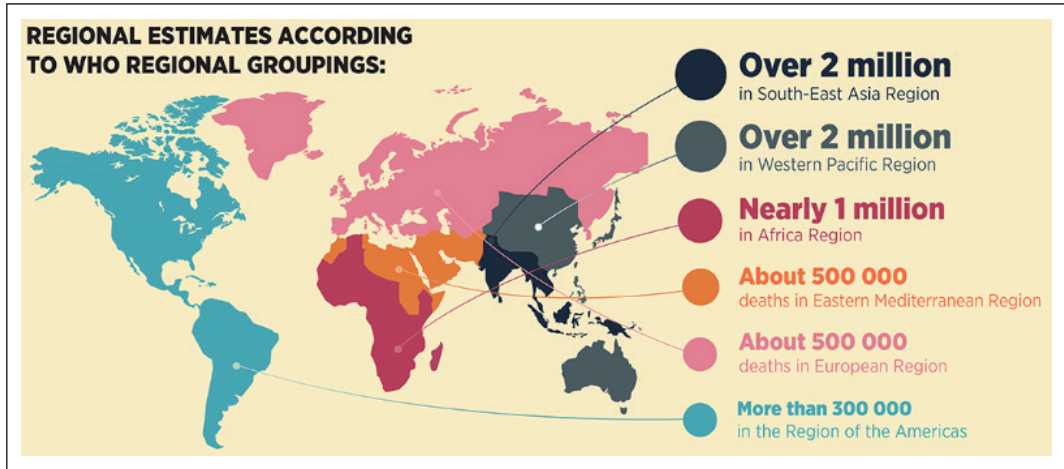 REGIONAL ESTIMATES ACCORDING
TO WHO REGIONAL GROUPINGS:
Over 2 million
in South-East Asia Region
Over 2 million
in Western Pacific Region
Nearly 1 million
in Africa Region
About 500 000
deaths in Eastern Mediterranean Region
About 500 000
deaths in European Region
More than 300 000
in the Region of the Americas